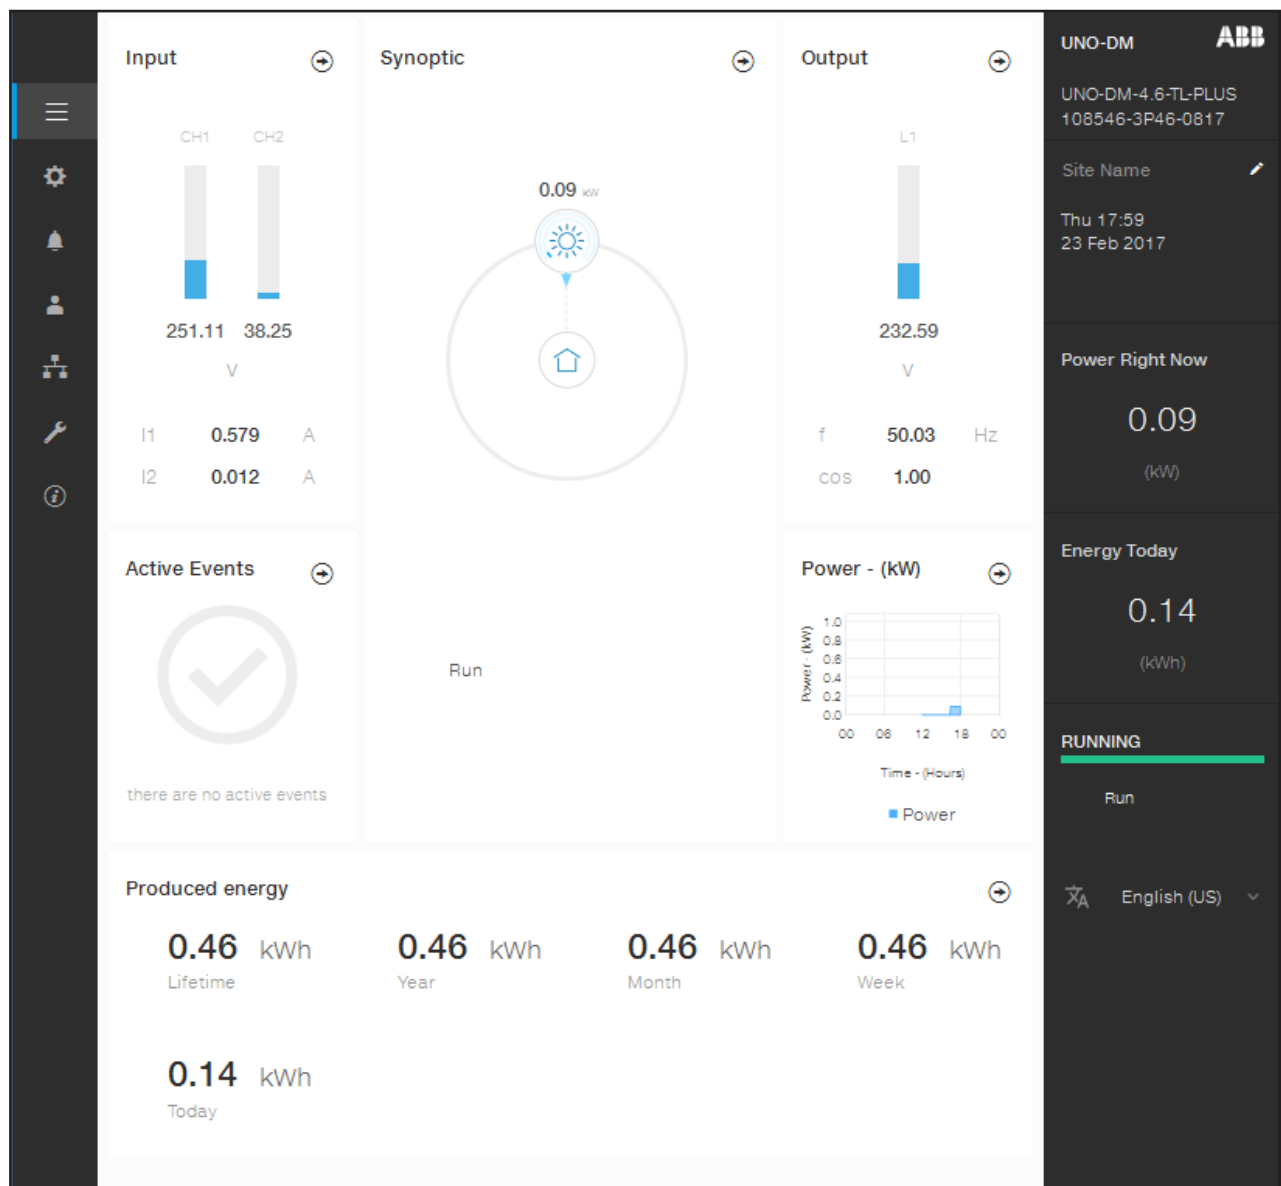 Input
CH1 CH2
251.11 38.25
V
I1 0.579 A
I2 0.012 A
Synoptic
0.09 kW
Run
Output
L1
232.59
V
f 50.03 Hz
cos 1.00
Active Events
there are no active events
Power - (kW)
Power - (kW)
1.0
0.8
0.6
0.4
0.2
0.0
00 06 12 18 00
Time - (Hours)
Power
Produced energy
0.46 kWh 0.46 kWh 0.46 kWh 0.46 kWh
Lifetime Year Month Week
0.14 kWh
Today
UNO-DM ABB
UNO-DM-4.6-TL-PLUS
108546-3P46-0817
Site Name
Thu 17:59
23 Feb 2017
Power Right Now
0.09
(kW)
Energy Today
0.14
(kWh)
RUNNING
Run
English (US)